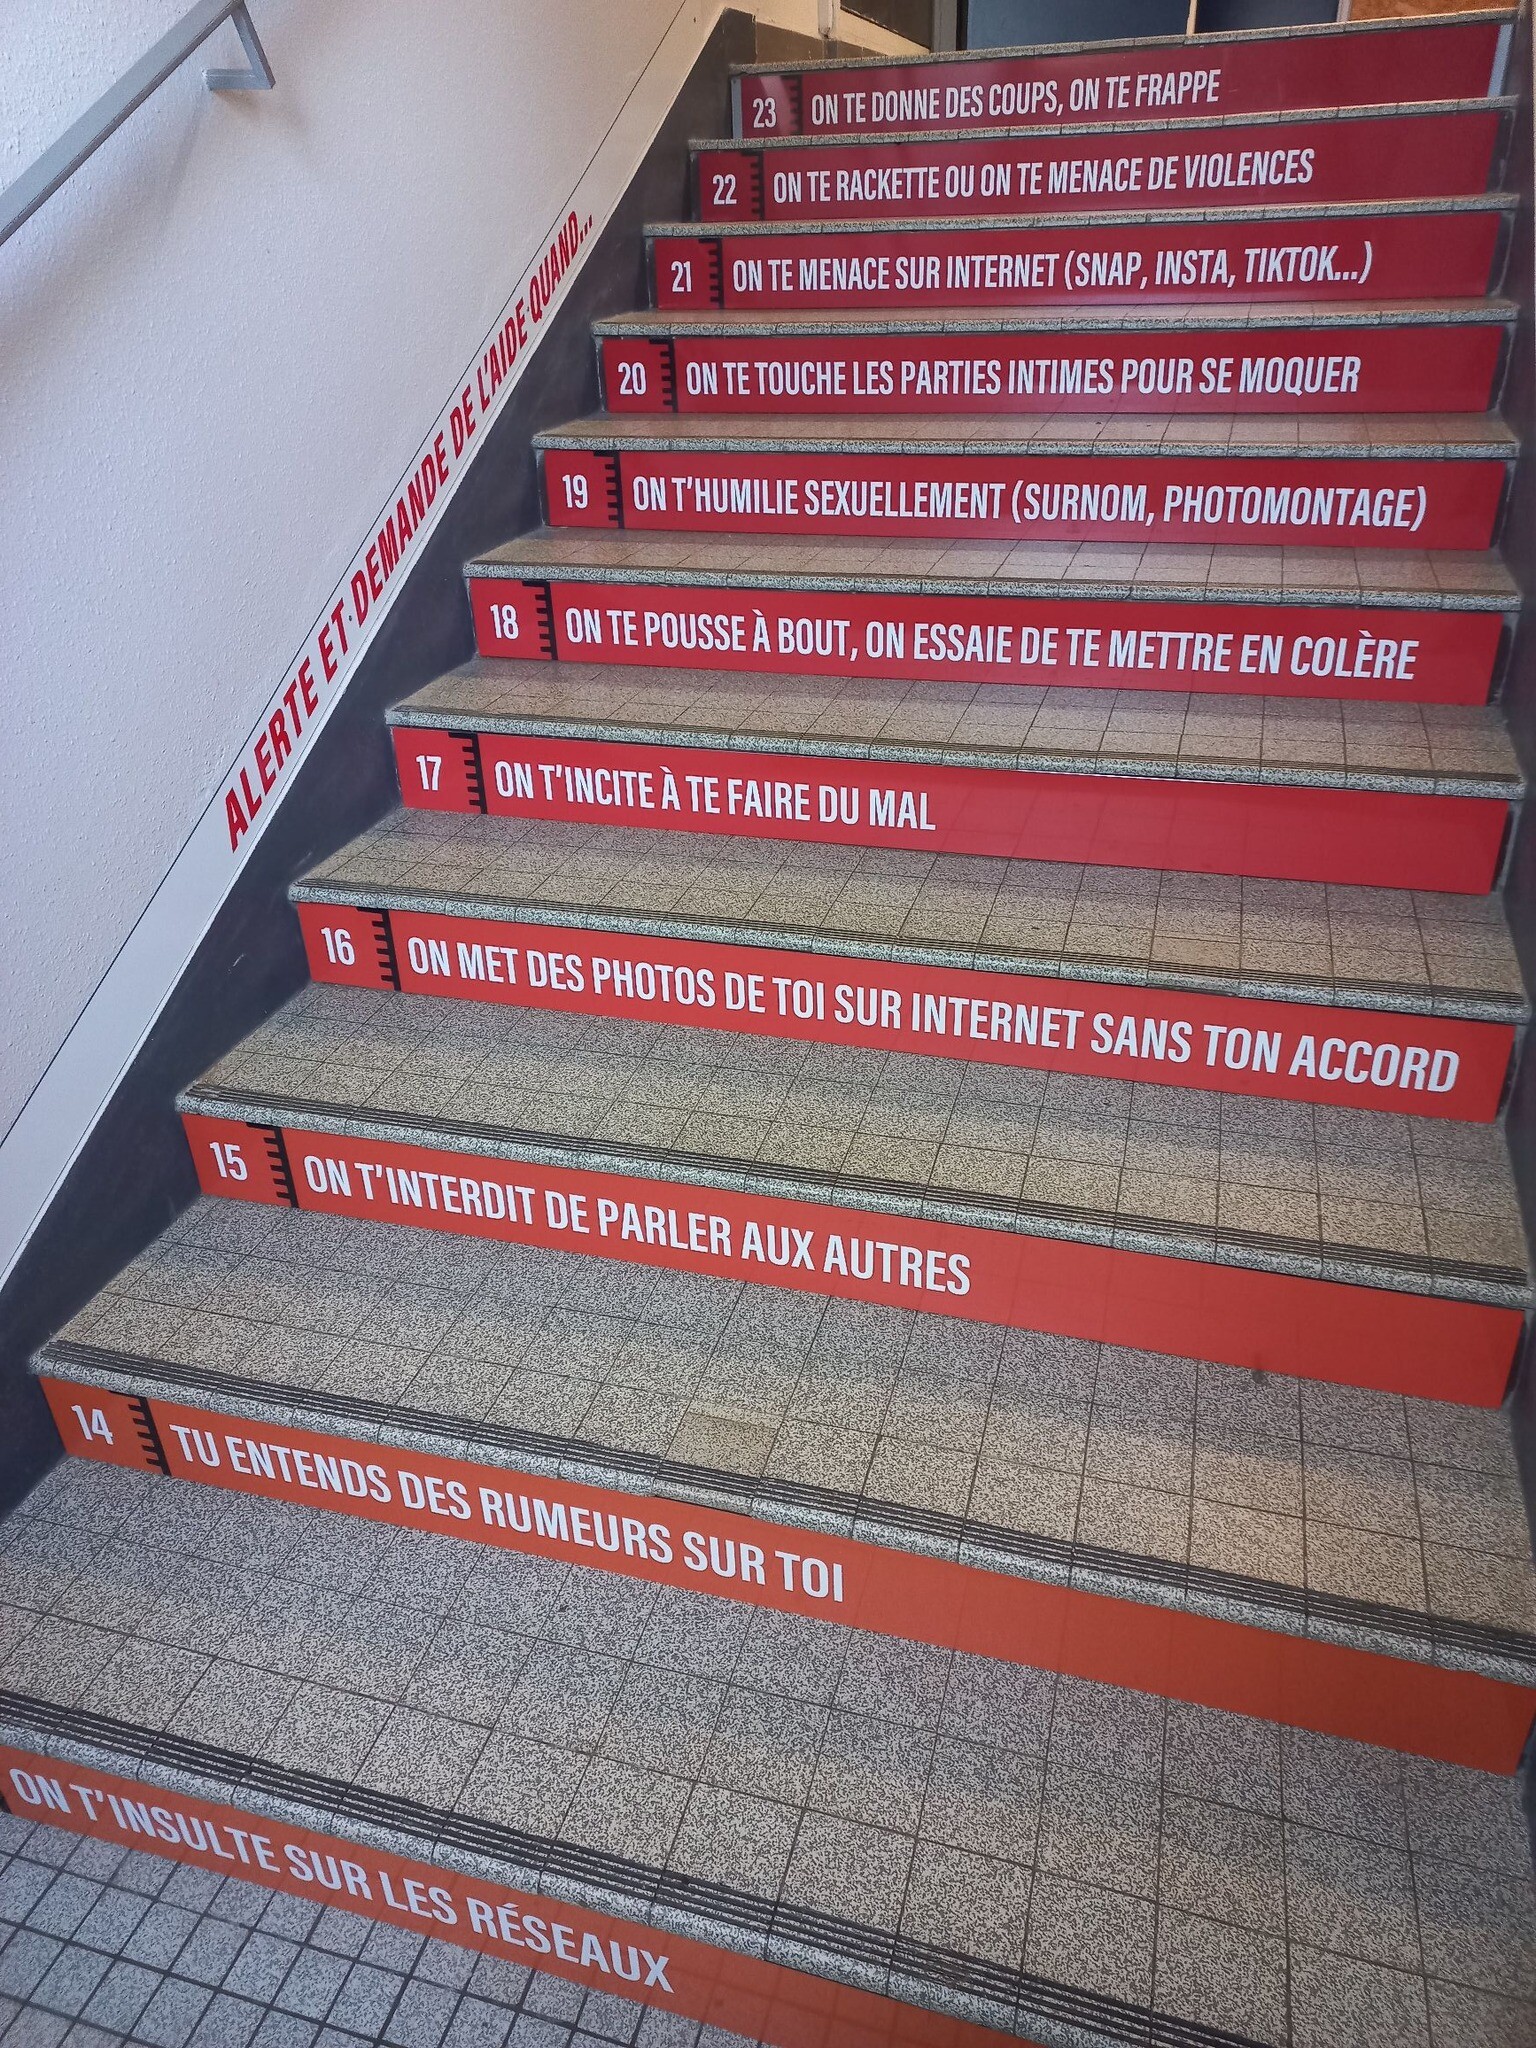 23 ON TE DONNE DES COUPS, ON TE FRAPPE
22 ON TE RACKETTE OU ON TE MENACE DE VIOLENCES
21 ON TE MENACE SUR INTERNET (SNAP, INSTA, TIKTOK...)
20 ON TE TOUCHE LES PARTIES INTIMES POUR SE MOQUER
19 ON T'HUMILIE SEXUELLEMENT (SURNOM, PHOTOMONTAGE)
18 ON TE POUSSE À BOUT, ON ESSAIE DE TE METTRE EN COLÈRE
17 ON T'INCITE À TE FAIRE DU MAL
16 ON MET DES PHOTOS DE TOI SUR INTERNET SANS TON ACCORD
15 ON T'INTERDIT DE PARLER AUX AUTRES
14 TU ENTENDS DES RUMEURS SUR TOI
ON T'INSULTE SUR LES RÉSEAUX
ALERTE ET DEMANDE DE L'AIDE QUAND...